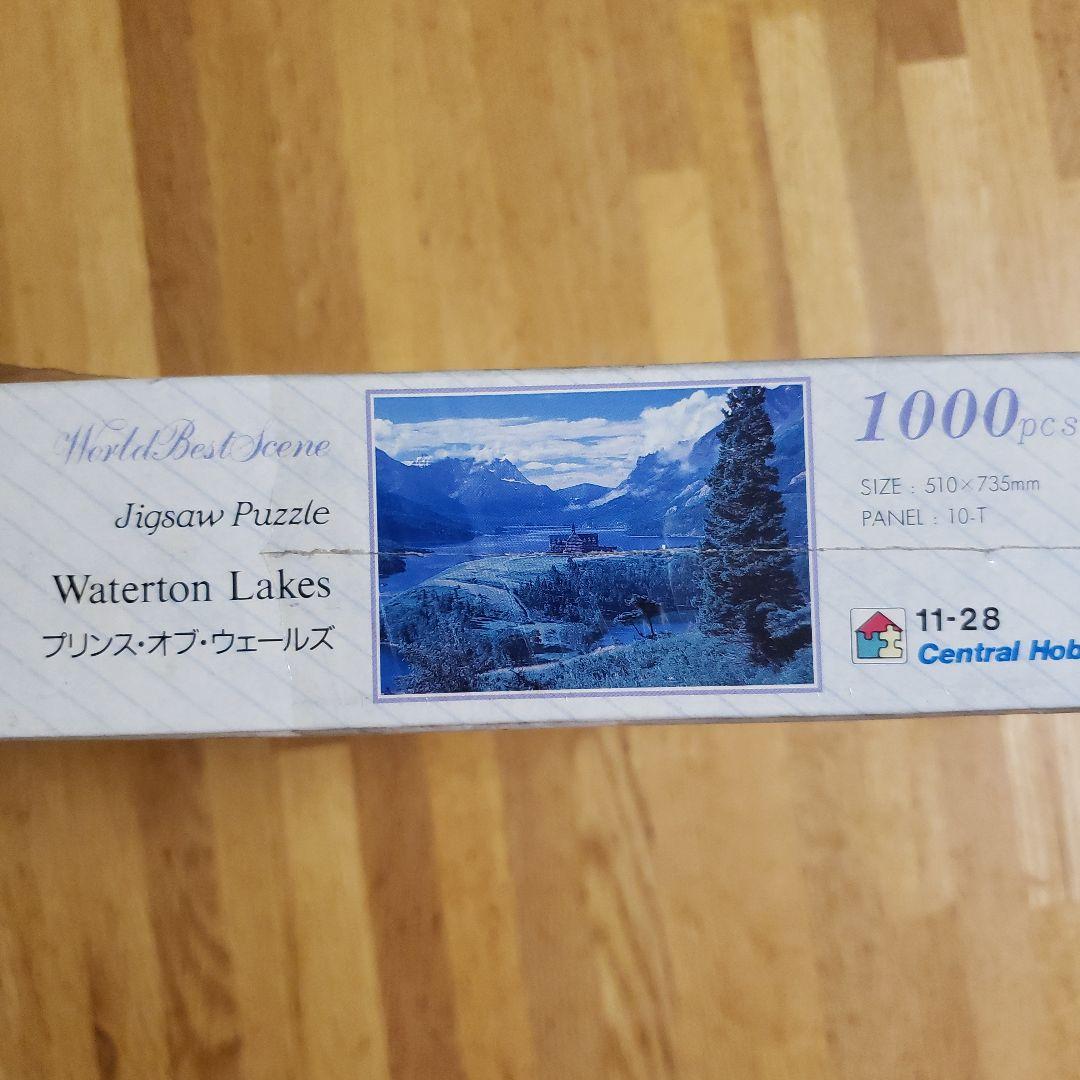 World Best Scene
Jigsaw Puzzle
Waterton Lakes
プリンス・オブ・ウェールズ
1000pcs
SIZE : 510×735mm
PANEL : 10-T
11-28
Central Hob